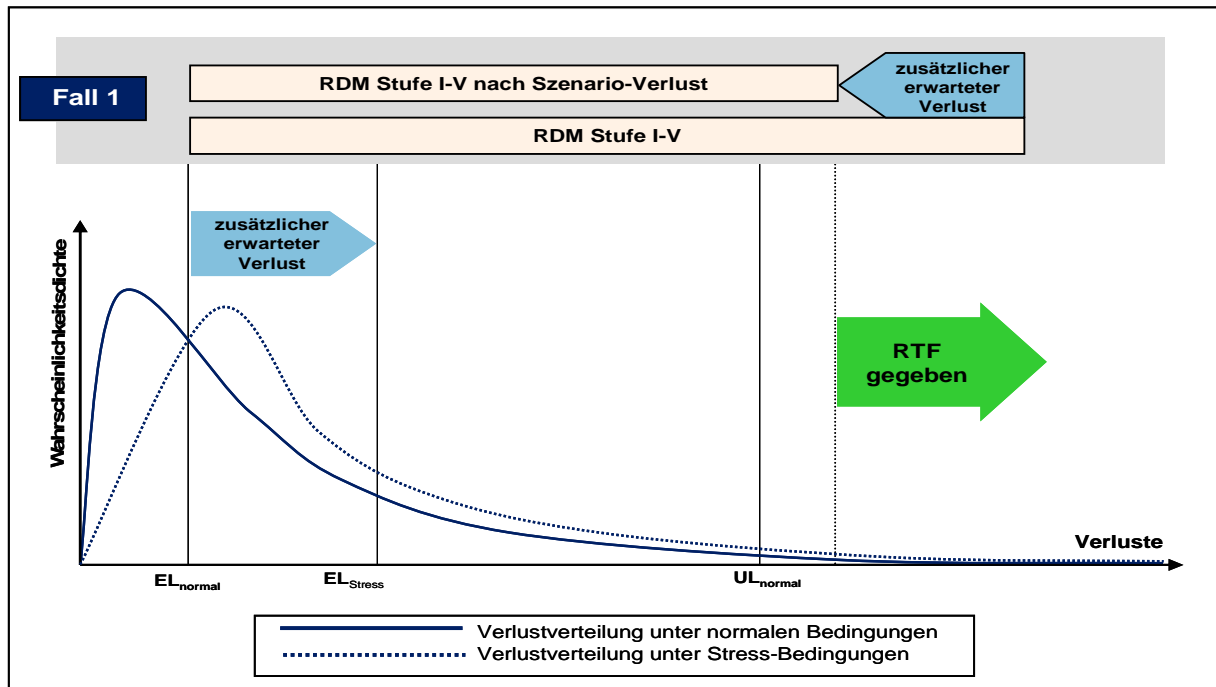 Fall 1
RDM Stufe I-V nach Szenario-Verlust
zusätzlicher
erwarteter
Verlust
RDM Stufe I-V
zusätzlicher
erwarteter
Verlust
Wahrscheinlichkeitsdichte
RTF
gegeben
Verluste
ELnormal
ELStress
ULnormal
Verlustverteilung unter normalen Bedingungen
Verlustverteilung unter Stress-Bedingungen